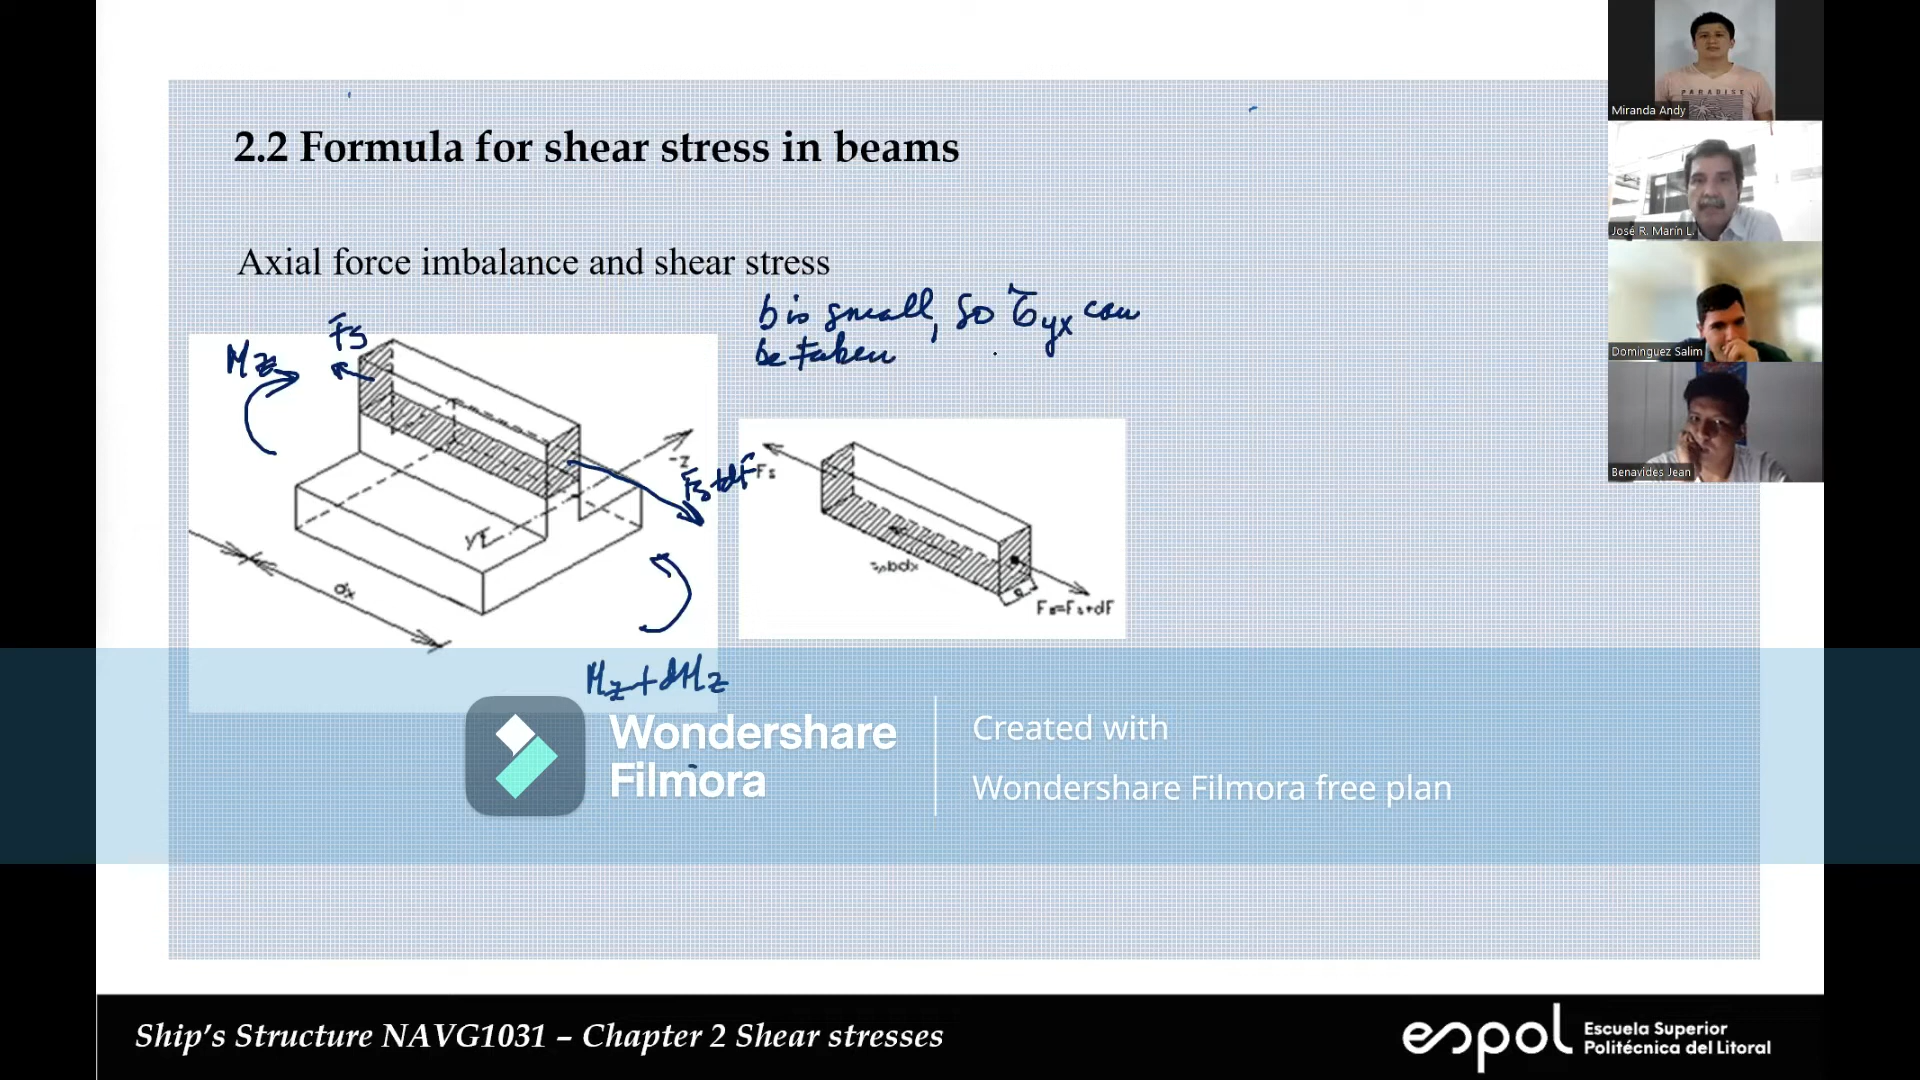 2.2 Formula for shear stress in beams
Axial force imbalance and shear stress
b is small, so τyx can
be taken
Fs
Mz
-z
Fs+dF
Fs
y
dx
bdx
F =Fs+dF
Mz+dMz
Wondershare
Filmora
Created with
Wondershare Filmora free plan
Miranda Andy
PARADISE
José R. Marín L.
Dominguez Salim
Benavides Jean
Ship's Structure NAVG1031 – Chapter 2 Shear stresses
espol
Escuela Superior
Politécnica del Litoral